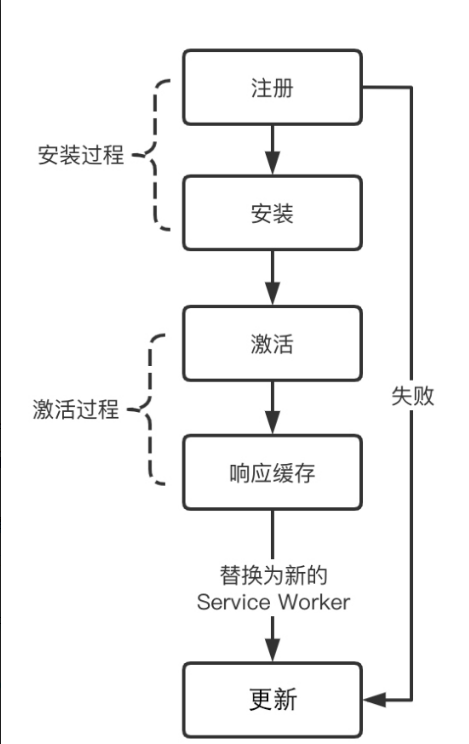 注册
安装过程
安装
激活
失败
激活过程
响应缓存
替换为新的
Service Worker
更新